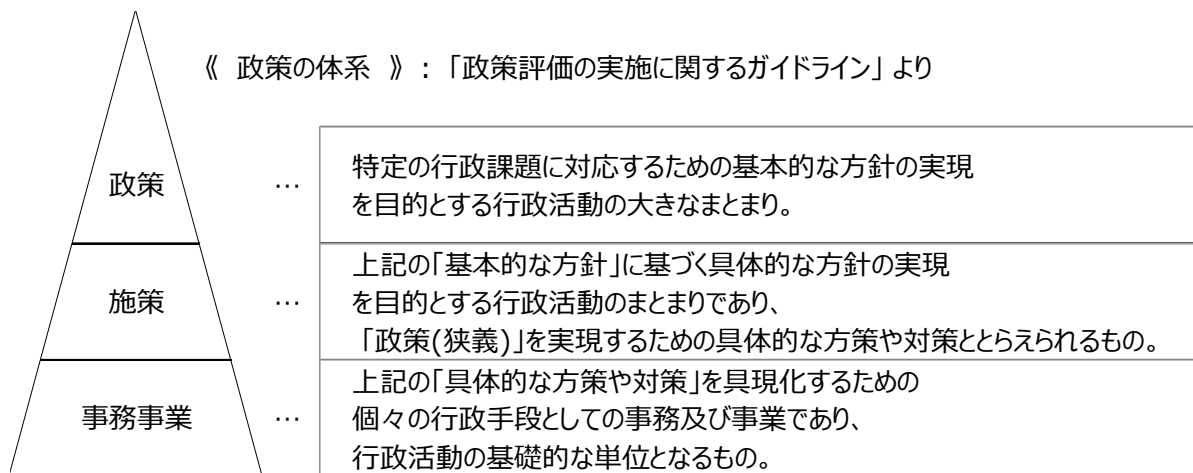 《 政策の体系 》：「政策評価の実施に関するガイドライン」より
政策 … 特定の行政課題に対応するための基本的な方針の実現
を目的とする行政活動の大きなまとまり。
上記の「基本的な方針」に基づく具体的な方針の実現
施策 … を目的とする行政活動のまとまりであり、
「政策(狭義)」を実現するための具体的な方策や対策ととらえられるもの。
上記の「具体的な方策や対策」を具現化するための
事務事業 … 個々の行政手段としての事務及び事業であり、
行政活動の基礎的な単位となるもの。